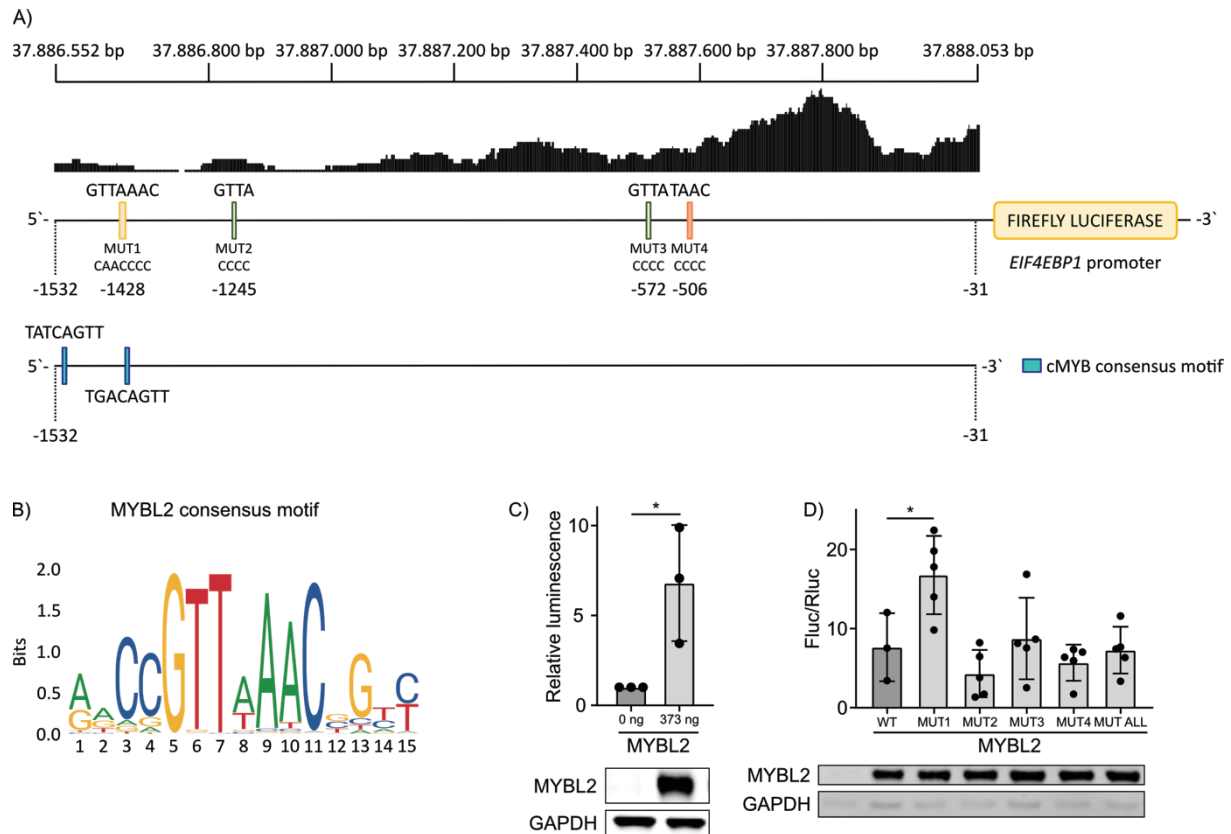 A)
37.886.552 bp 37.886.800 bp 37.887.000 bp 37.887.200 bp 37.887.400 bp 37.887.600 bp 37.887.800 bp 37.888.053 bp
GTTAAAC GTTA GTTA TAAC
5`- FIREFLY LUCIFERASE -3`
MUT1 MUT2 MUT3 MUT4
CAACCCC CCCC CCCC CCCC
EIF4EBP1 promoter
-1532 -1428 -1245 -572 -506 -31
TATCAGTT
5`- -3` cMYB consensus motif
TGACAGTT
-1532 -31
B) MYBL2 consensus motif
Bits
2.0
1.5
1.0
0.5
0.0
1 2 3 4 5 6 7 8 9 10 11 12 13 14 15
C)
Relative luminescence
10
5
0
*
0 ng 373 ng
MYBL2
MYBL2
GAPDH
D)
Fluc/Rluc
20
10
0
*
WT MUT1 MUT2 MUT3 MUT4 MUT ALL
MYBL2
MYBL2
GAPDH